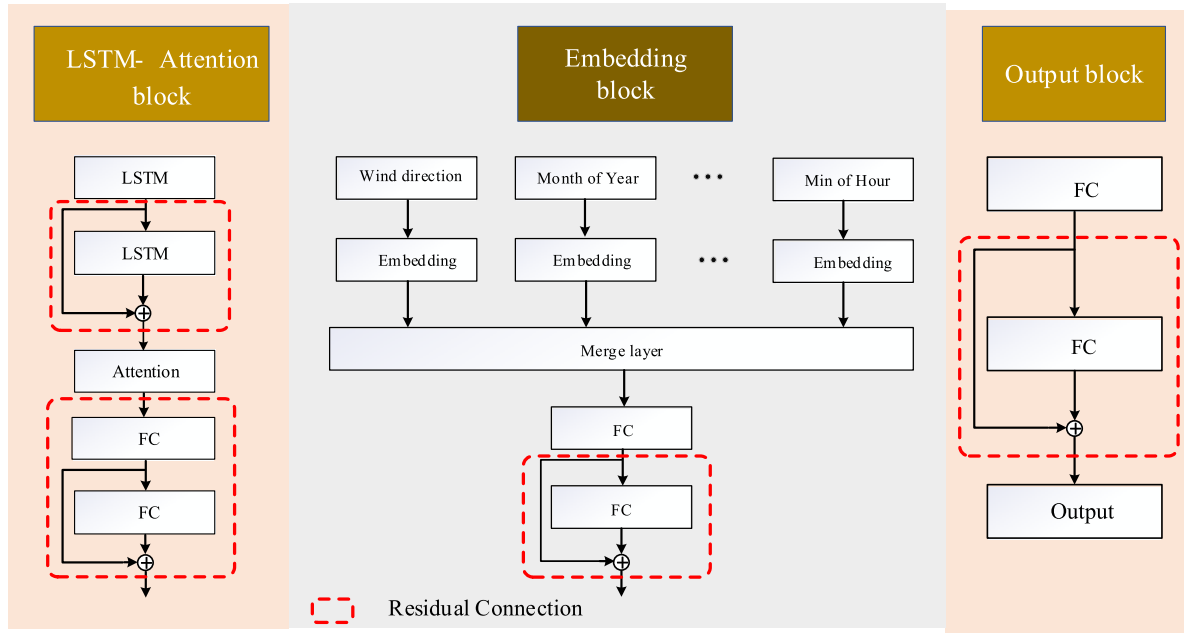 LSTM- Attention
block
LSTM
LSTM
Attention
FC
FC
Embedding
block
Wind direction
Month of Year
• • •
Min of Hour
Embedding
Embedding
• • •
Embedding
Merge layer
FC
FC
Residual Connection
Output block
FC
FC
Output